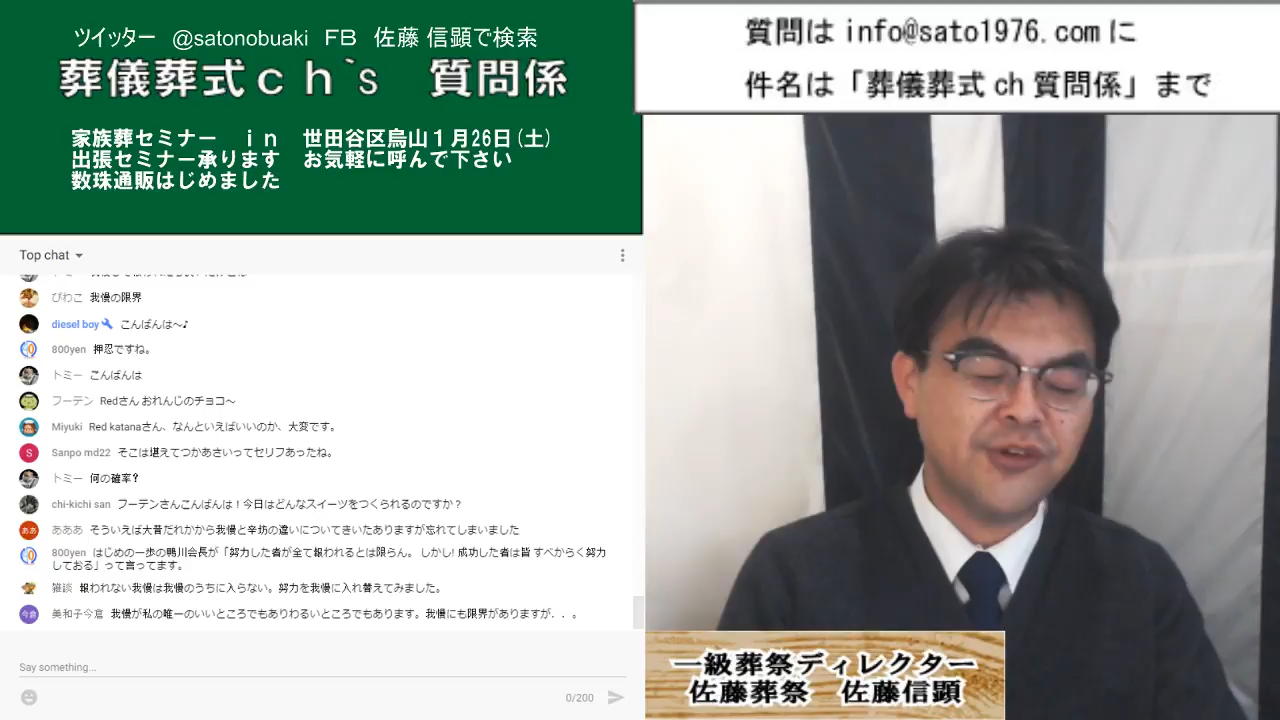 ツイッター　@satonobuaki　ＦＢ　佐藤 信顕で検索
葬儀葬式ｃｈ`s　質問係
家族葬セミナー　ｉｎ　世田谷区烏山１月26日(土)
出張セミナー承ります　お気軽に呼んで下さい
数珠通販はじめました
質問は info@sato1976.com に
件名は「葬儀葬式 ch 質問係」まで
Top chat
びわこ 我慢の限界
diesel boy こんばんは～♪
800yen 押忍ですね。
トミー こんばんは
フーテン Redさん おれんじのチョコ～
Miyuki Red katanaさん、なんといえばいいのか、大変です。
Sanpo md22 そこは堪えてつかあさいってセリフあったね。
トミー 何の確率？
chi-kichi san フーテンさんこんばんは！今日はどんなスイーツをつくられるのですか？
あああ そういえば大昔だれかから我慢と辛坊の違いについてきいたありますが忘れてしまいました
800yen はじめの一歩の鴨川会長が「努力した者が全て報われるとは限らん。 しかし! 成功した者は皆 すべからく努力
しておる」って言ってます。
雑談 報われない我慢は我慢のうちに入らない。努力を我慢に入れ替えてみました。
美和子今倉 我慢が私の唯一のいいところでもありわるいところでもあります。我慢にも限界がありますが．．。
Say something...
0/200
一級葬祭ディレクター
佐藤葬祭　佐藤信顕